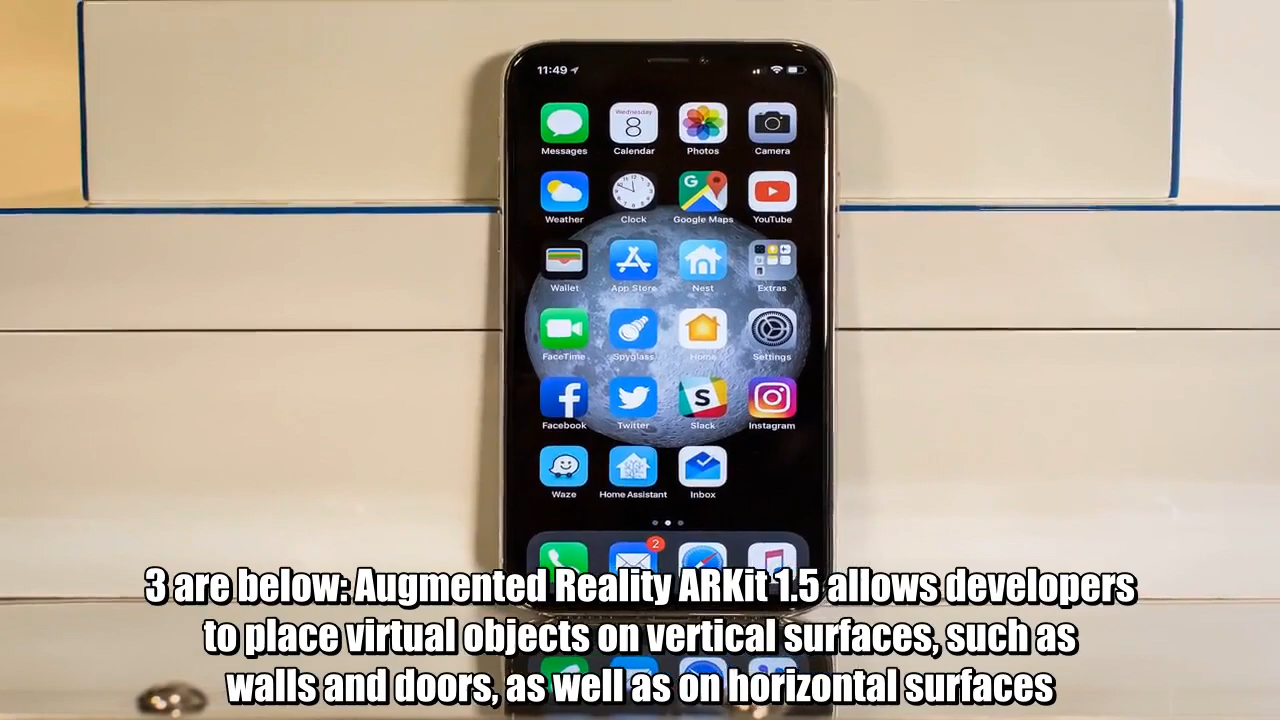 11:49
Wednesday
8
Messages Calendar Photos Camera
G
Weather Clock Google Maps YouTube
Wallet App Store Nest Extras
FaceTime Spyglass Home Settings
f S
Facebook Twitter Slack Instagram
Waze Home Assistant Inbox
2
3 are below: Augmented Reality ARKit 1.5 allows developers
to place virtual objects on vertical surfaces, such as
walls and doors, as well as on horizontal surfaces